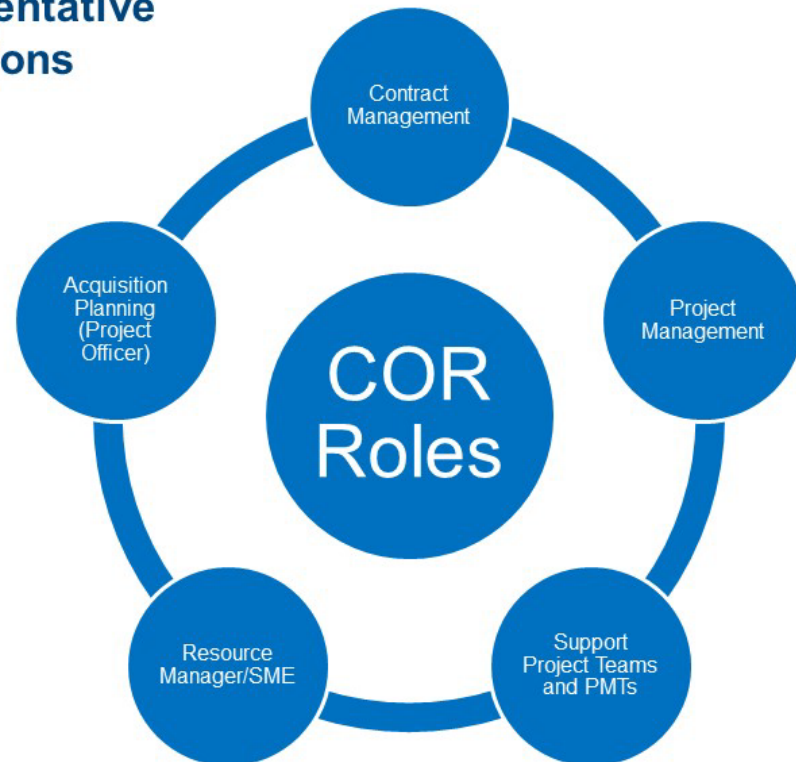 entative
ons
Contract
Management
Project
Management
Support
Project Teams
and PMTs
Resource
Manager/SME
Acquisition
Planning
(Project
Officer)
COR
Roles